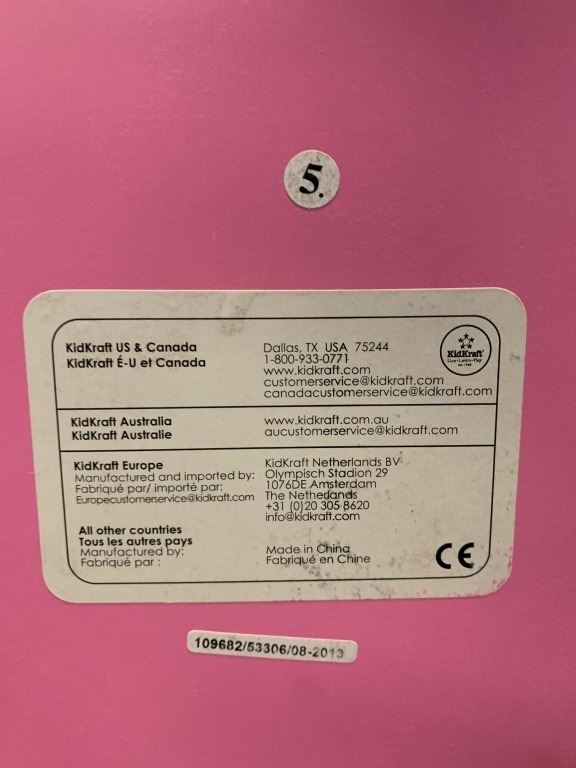 5.
KidKraft US & Canada
KidKraft É-U et Canada
Dallas, TX USA 75244
1-800-933-0771
www.kidkraft.com
customerservice@kidkraft.com
canadacustomerservice@kidkraft.com
KidKraft
Live•Learn•Play
KidKraft Australia
KidKraft Australie
www.kidkraft.com.au
aucustomerservice@kidkraft.com
KidKraft Europe
Manufactured and imported by:
Fabriqué par/ importé par:
Europecustomerservice@kidkraft.com
KidKraft Netherlands BV
Olympisch Stadion 29
1076DE Amsterdam
The Netherlands
+31 (0)20 305 8620
info@kidkraft.com
All other countries
Tous les autres pays
Manufactured by:
Fabriqué par :
Made in China
Fabriqué en Chine
CE
109682/53306/08-2013